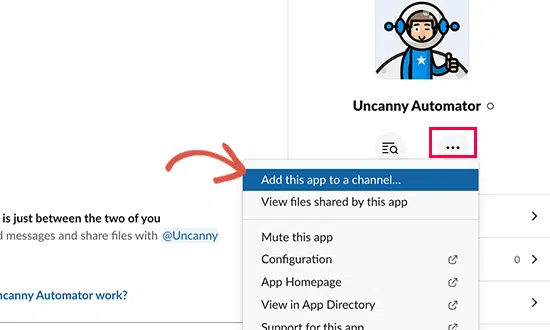 Uncanny Automator
Add this app to a channel...
View files shared by this app
is just between the two of you
Mute this app
d messages and share files with @Uncanny
Configuration
0
App Homepage
ncanny Automator work?
View in App Directory
Support for this app